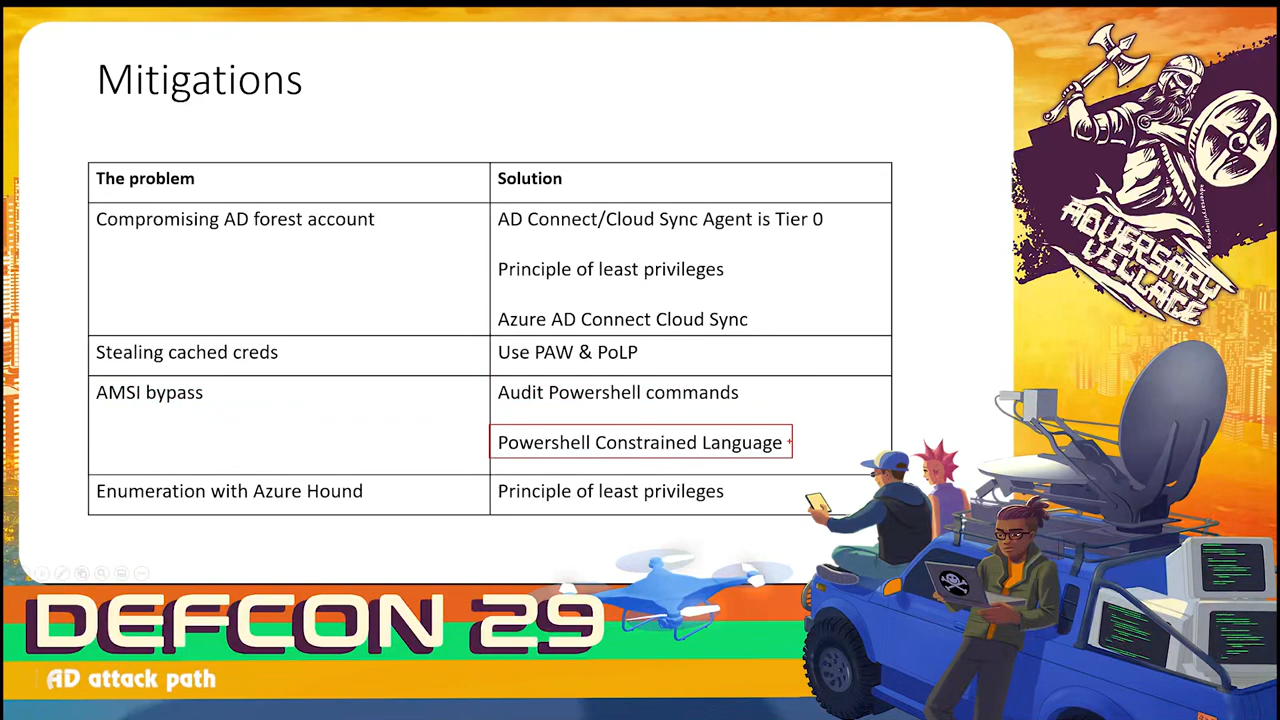 Mitigations
The problem
Solution
Compromising AD forest account
AD Connect/Cloud Sync Agent is Tier 0
Principle of least privileges
Azure AD Connect Cloud Sync
Stealing cached creds
Use PAW & PoLP
AMSI bypass
Audit Powershell commands
Powershell Constrained Language
Enumeration with Azure Hound
Principle of least privileges
ADVERSARY
VILLAGE
DEFCON 29
AD attack path